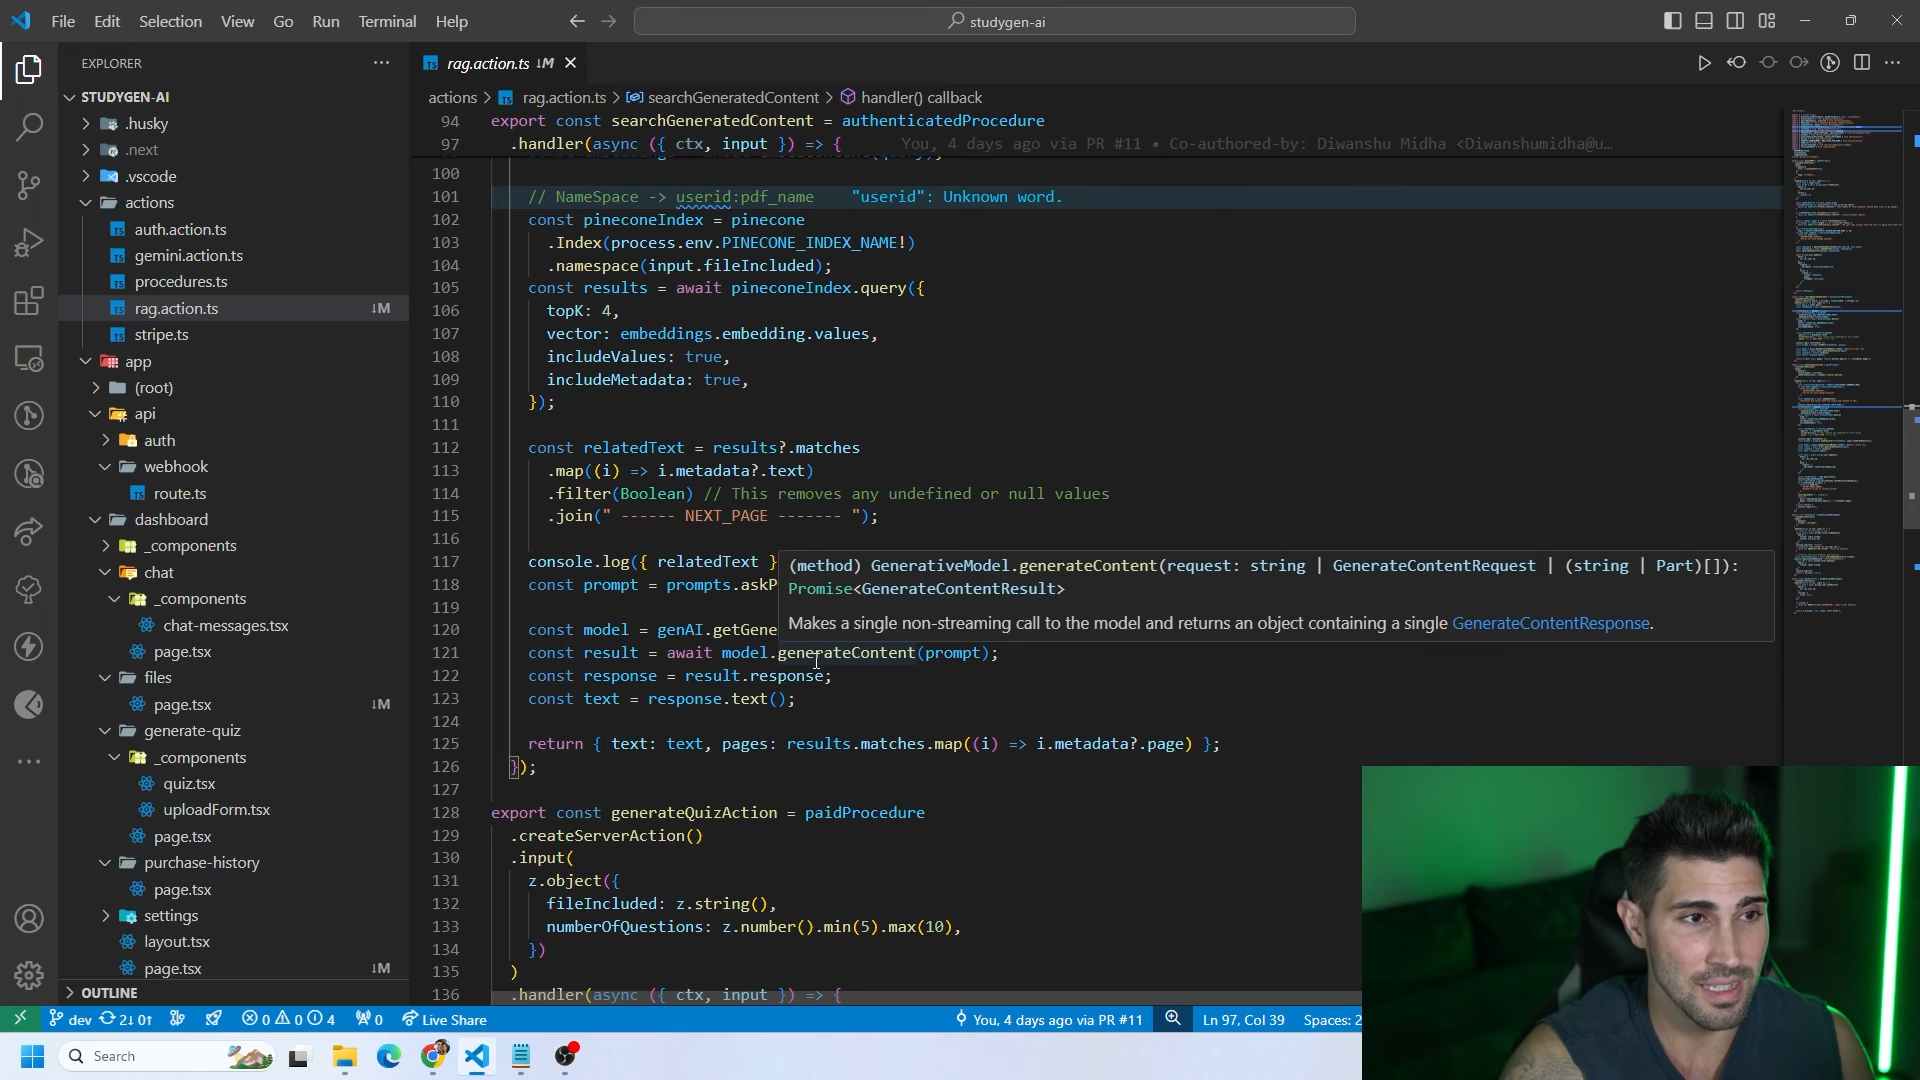 File Edit Selection View Go Run Terminal Help
studygen-ai
EXPLORER
STUDYGEN-AI
.husky
.next
.vscode
actions
auth.action.ts
gemini.action.ts
procedures.ts
rag.action.ts ↓M
stripe.ts
app
(root)
api
auth
webhook
route.ts
dashboard
_components
chat
_components
chat-messages.tsx
page.tsx
files
page.tsx ↓M
generate-quiz
_components
quiz.tsx
uploadForm.tsx
page.tsx
purchase-history
page.tsx
settings
layout.tsx
page.tsx ↓M
OUTLINE
rag.action.ts ↓M
actions > rag.action.ts > searchGeneratedContent > handler() callback
94 export const searchGeneratedContent = authenticatedProcedure
97 .handler(async ({ ctx, input }) => { You, 4 days ago via PR #11 • Co-authored-by: Diwanshu Midha <Diwanshumidha@u…
100
101 // NameSpace -> userid:pdf_name "userid": Unknown word.
102 const pineconeIndex = pinecone
103 .Index(process.env.PINECONE_INDEX_NAME!)
104 .namespace(input.fileIncluded);
105 const results = await pineconeIndex.query({
106 topK: 4,
107 vector: embeddings.embedding.values,
108 includeValues: true,
109 includeMetadata: true,
110 });
111
112 const relatedText = results?.matches
113 .map((i) => i.metadata?.text)
114 .filter(Boolean) // This removes any undefined or null values
115 .join(" ------ NEXT_PAGE ------- ");
116
117 console.log({ relatedText }
118 const prompt = prompts.askP
119
120 const model = genAI.getGene
121 const result = await model.generateContent(prompt);
122 const response = result.response;
123 const text = response.text();
124
125 return { text: text, pages: results.matches.map((i) => i.metadata?.page) };
126 });
127
128 export const generateQuizAction = paidProcedure
129 .createServerAction()
130 .input(
131 z.object({
132 fileIncluded: z.string(),
133 numberOfQuestions: z.number().min(5).max(10),
134 })
135 )
136 .handler(async ({ ctx, input }) => {
(method) GenerativeModel.generateContent(request: string | GenerateContentRequest | (string | Part)[]):
Promise<GenerateContentResult>
Makes a single non-streaming call to the model and returns an object containing a single GenerateContentResponse.
dev 2↓ 0↑ 0 0 4 0 Live Share You, 4 days ago via PR #11 Ln 97, Col 39 Spaces: 2
Search